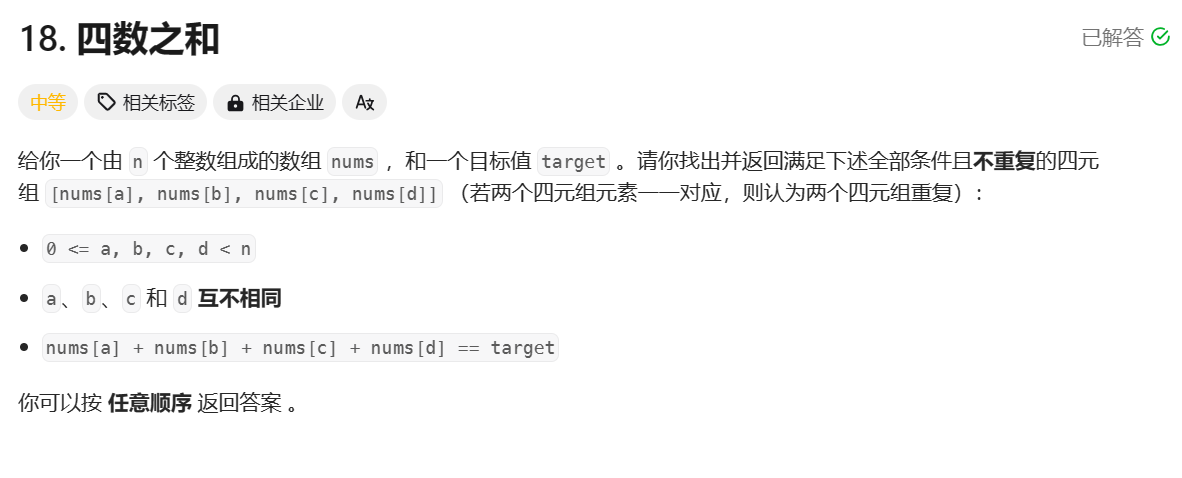 18. 四数之和
已解答
中等 相关标签 相关企业
给你一个由 n 个整数组成的数组 nums ，和一个目标值 target 。请你找出并返回满足下述全部条件且不重复的四元
组 [nums[a], nums[b], nums[c], nums[d]] （若两个四元组元素一一对应，则认为两个四元组重复）：
0 <= a, b, c, d < n
a、b、c 和 d 互不相同
nums[a] + nums[b] + nums[c] + nums[d] == target
你可以按 任意顺序 返回答案 。